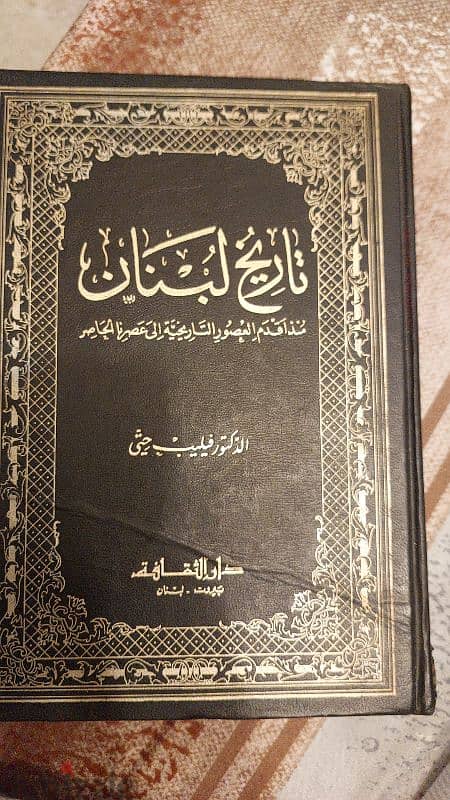 تاريخ لبنان
منذ أقدم العصور التاريخية إلى عصرنا الحاضر
الدكتور فيليب حتي
دار الثقافة
بيروت - لبنان